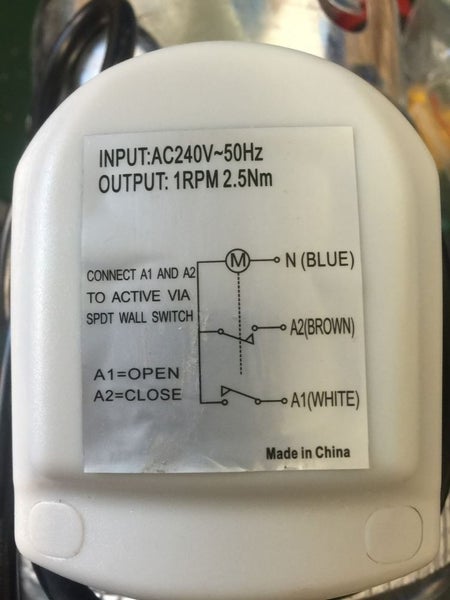 INPUT:AC240V~50Hz
OUTPUT: 1RPM 2.5Nm
M
N (BLUE)
CONNECT A1 AND A2
TO ACTIVE VIA
SPDT WALL SWITCH
A2(BROWN)
A1=OPEN
A2=CLOSE
A1(WHITE)
Made in China